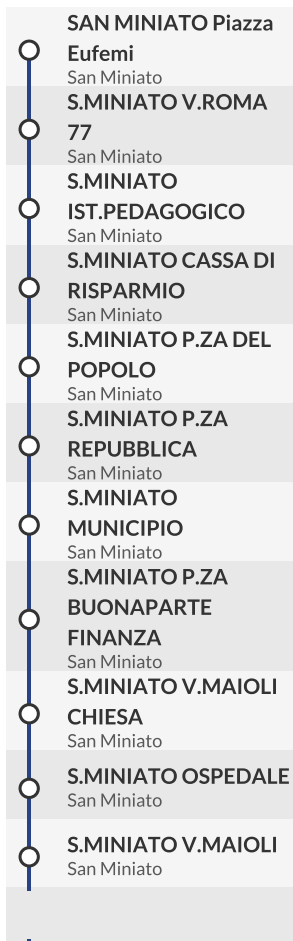 SAN MINIATO Piazza
Eufemi
San Miniato
S.MINIATO V.ROMA
77
San Miniato
S.MINIATO
IST.PEDAGOGICO
San Miniato
S.MINIATO CASSA DI
RISPARMIO
San Miniato
S.MINIATO P.ZA DEL
POPOLO
San Miniato
S.MINIATO P.ZA
REPUBBLICA
San Miniato
S.MINIATO
MUNICIPIO
San Miniato
S.MINIATO P.ZA
BUONAPARTE
FINANZA
San Miniato
S.MINIATO V.MAIOLI
CHIESA
San Miniato
S.MINIATO OSPEDALE
San Miniato
S.MINIATO V.MAIOLI
San Miniato